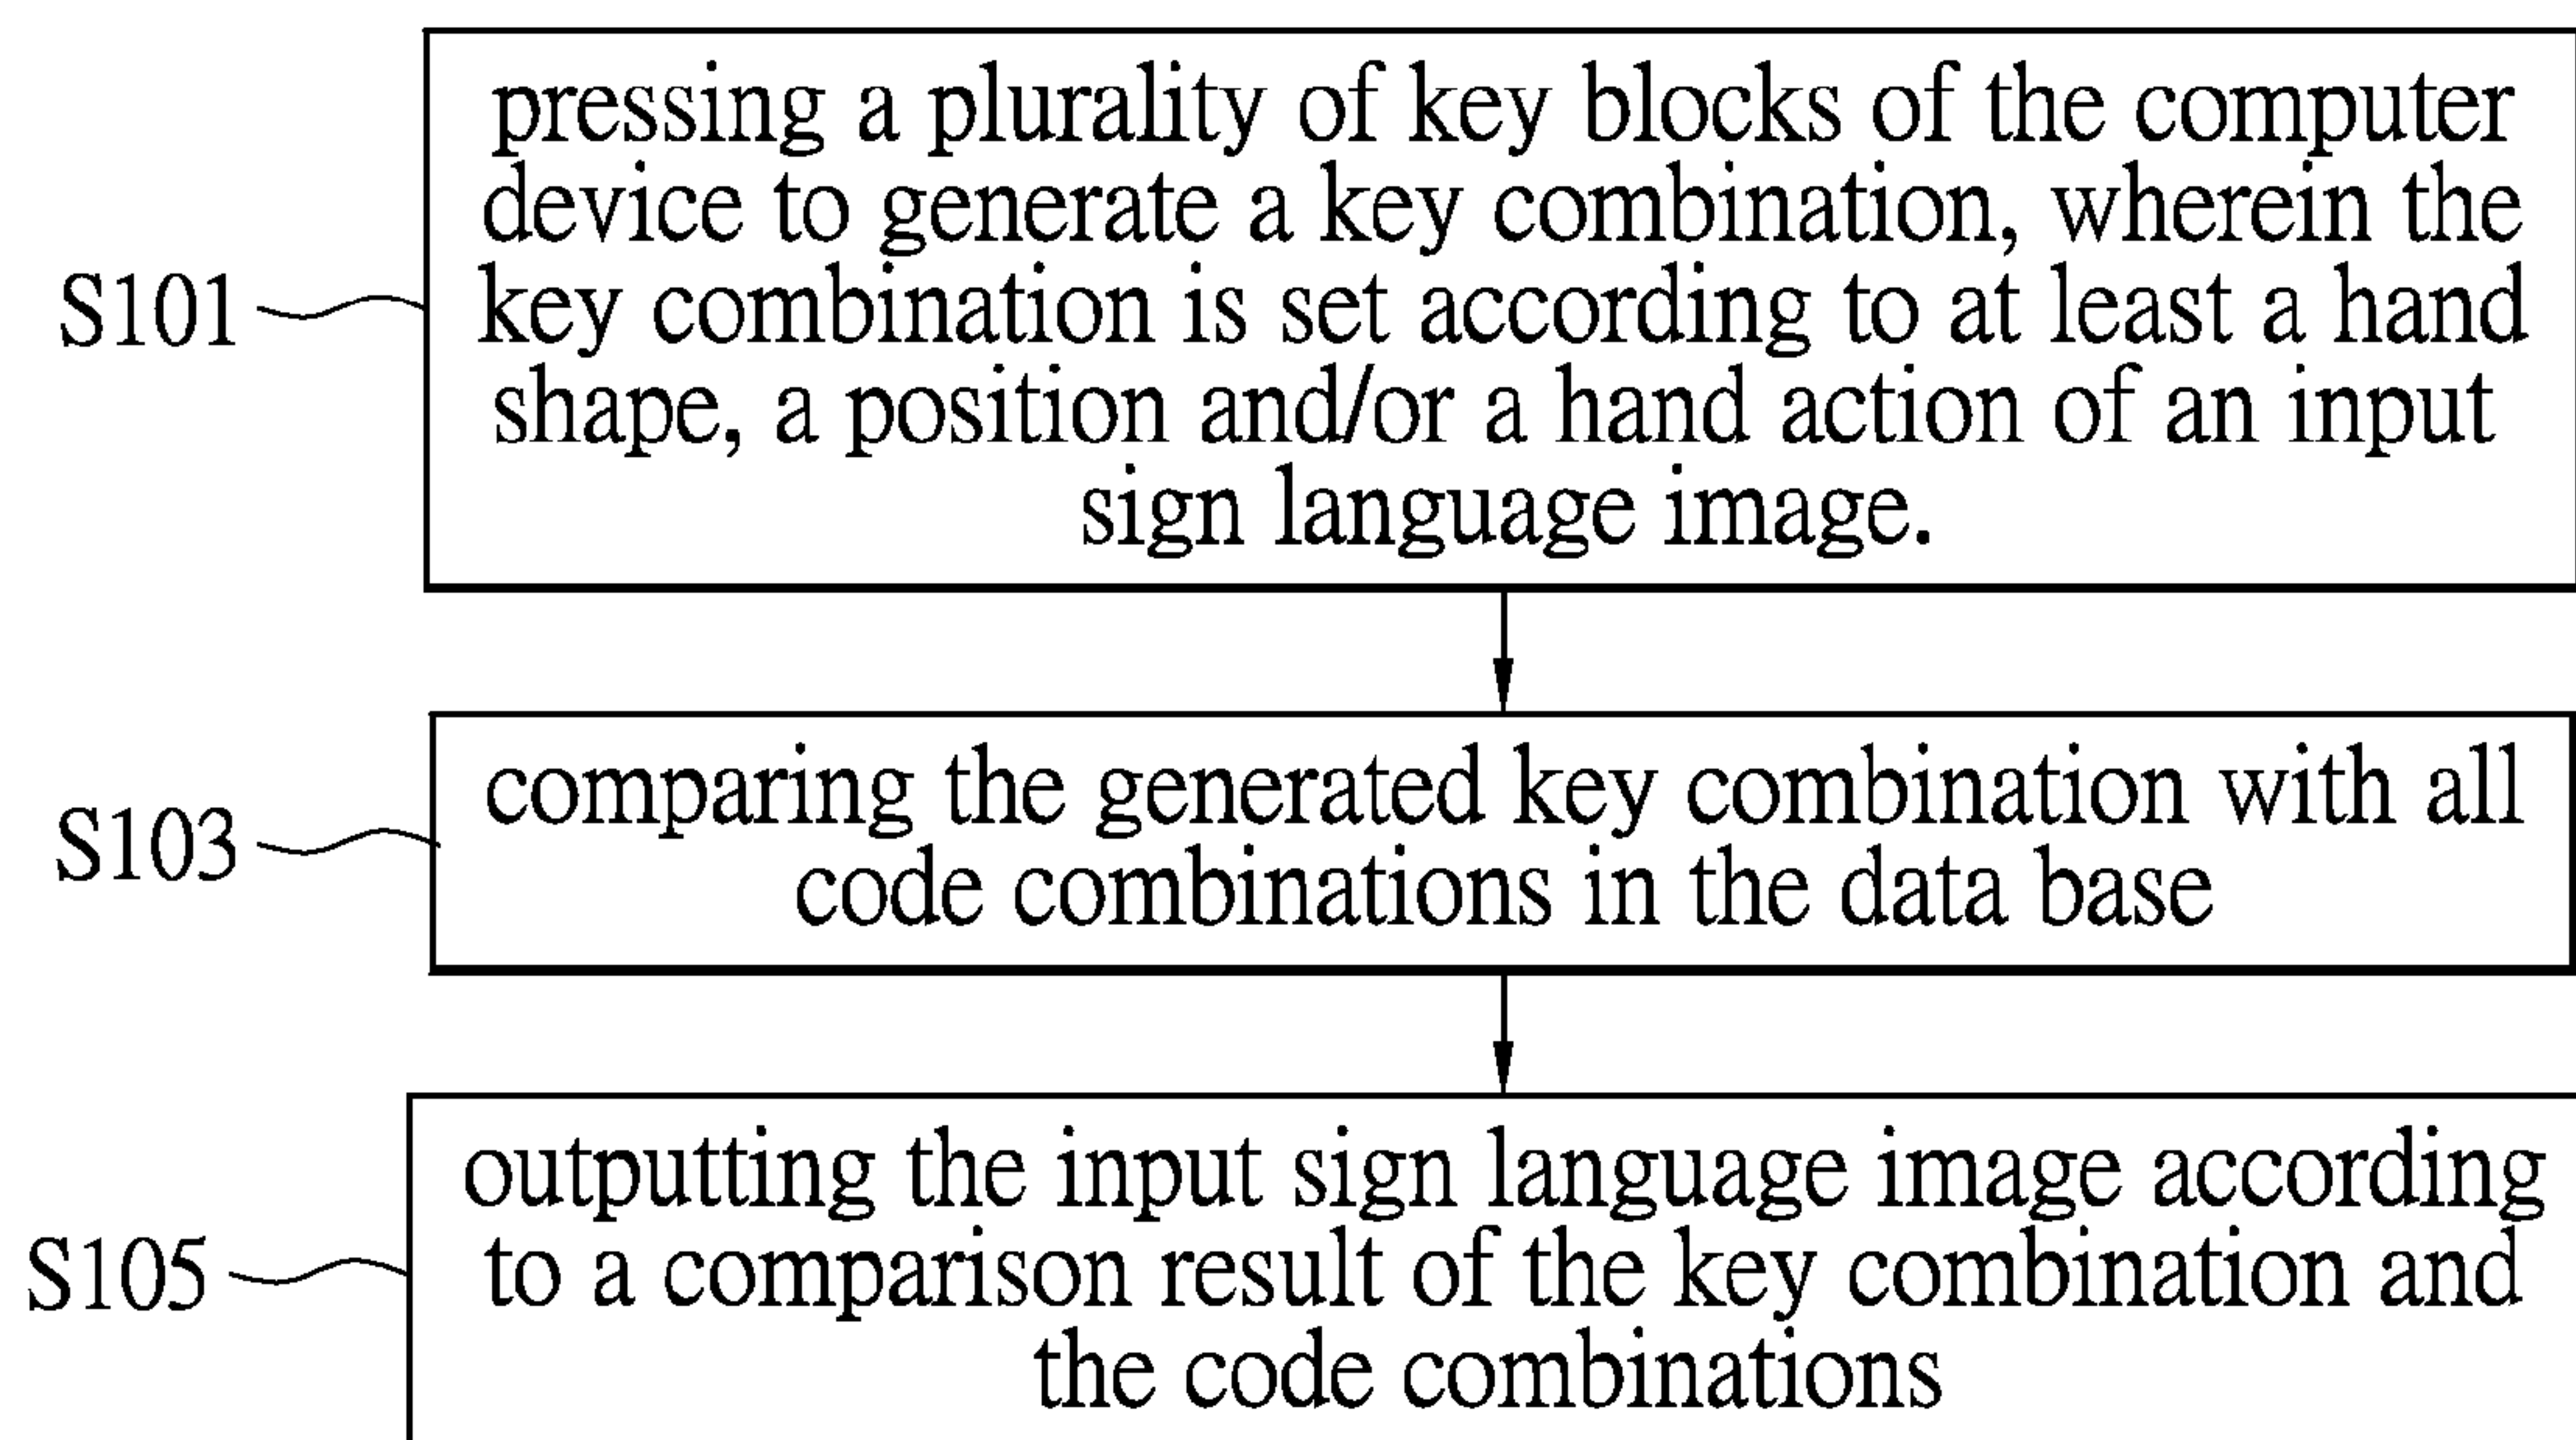 pressing a plurality of key blocks of the computer
device to generate a key combination, wherein the
S101
key combination is set according to at least a hand
shape, a position and/or a hand action of an input
sign language image.
comparing the generated key combination with all
S103
code combinations in the data base
outputting the input sign language image according
S105
to a comparison result of the key combination and
the code combinations